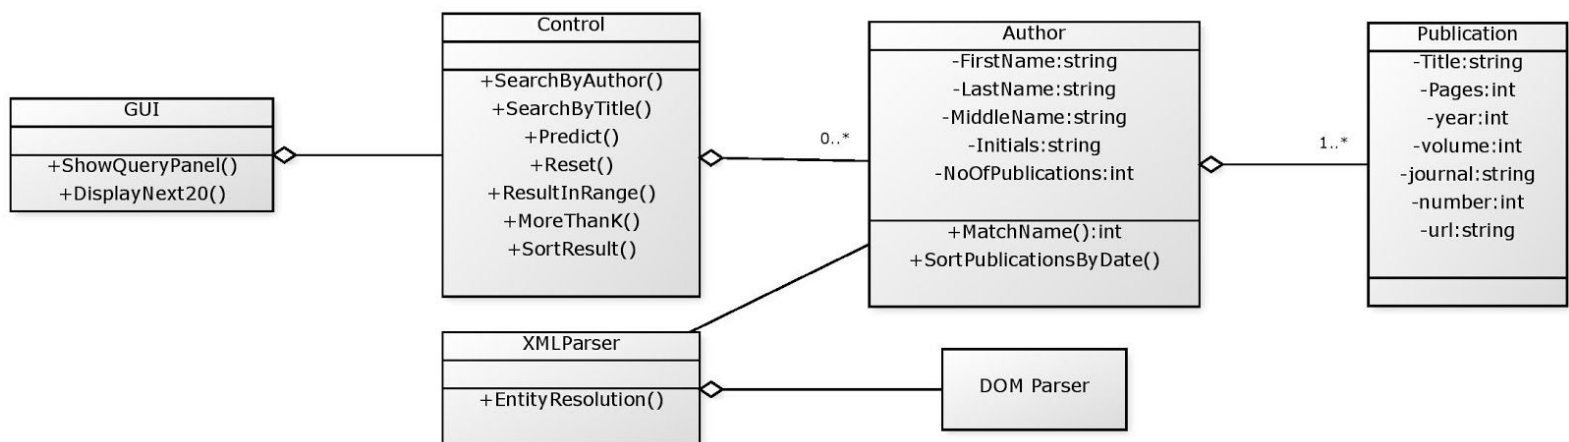 GUI
+ShowQueryPanel()
+DisplayNext20()
Control
+SearchByAuthor()
+SearchByTitle()
+Predict()
+Reset()
+ResultInRange()
+MoreThanK()
+SortResult()
0..*
Author
-FirstName:string
-LastName:string
-MiddleName:string
-Initials:string
-NoOfPublications:int
+MatchName():int
+SortPublicationsByDate()
1..*
Publication
-Title:string
-Pages:int
-year:int
-volume:int
-journal:string
-number:int
-url:string
XMLParser
+EntityResolution()
DOM Parser